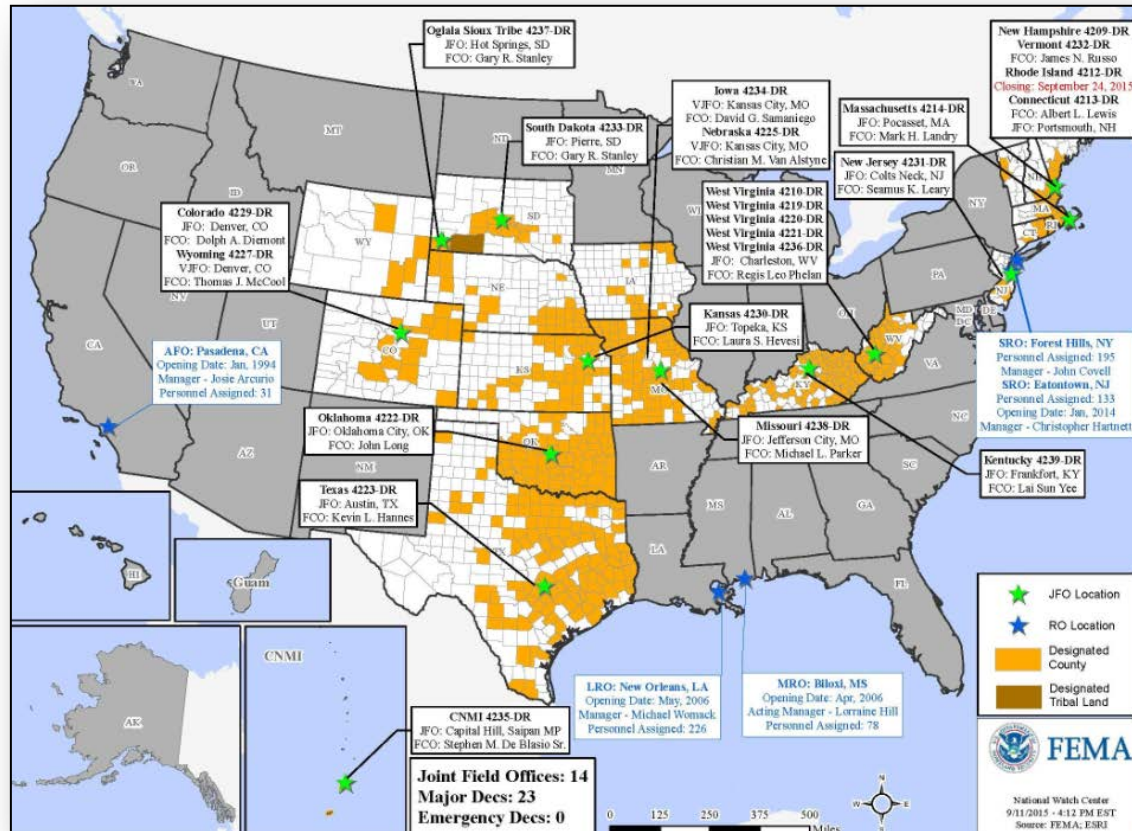 Oglala Sioux Tribe 4237-DR
JFO: Hot Springs, SD
FCO: Gary R. Stanley
South Dakota 4233-DR
JFO: Pierre, SD
FCO: Gary R. Stanley
Iowa 4234-DR
VJFO: Kansas City, MO
FCO: David G. Samaniego
Nebraska 4225-DR
VJFO: Kansas City, MO
FCO: Christian M. Van Alstyne
New Hampshire 4209-DR
Vermont 4232-DR
FCO: James N. Russo
Rhode Island 4212-DR
Closing: September 24, 2015
Connecticut 4213-DR
FCO: Albert L. Lewis
JFO: Portsmouth, NH
Massachusetts 4214-DR
JFO: Pocasset, MA
FCO: Mark H. Landry
New Jersey 4231-DR
JFO: Colts Neck, NJ
FCO: Seamus K. Leary
West Virginia 4210-DR
West Virginia 4219-DR
West Virginia 4220-DR
West Virginia 4221-DR
West Virginia 4236-DR
JFO: Charleston, WV
FCO: Regis Leo Phelan
Colorado 4229-DR
JFO: Denver, CO
FCO: Dolph A. Diemont
Wyoming 4227-DR
VJFO: Denver, CO
FCO: Thomas J. McCool
Kansas 4230-DR
JFO: Topeka, KS
FCO: Laura S. Hevesi
AFO: Pasadena, CA
Opening Date: Jan, 1994
Manager - Josie Arcurio
Personnel Assigned: 31
SRO: Forest Hills, NY
Personnel Assigned: 195
Manager - John Covell
SRO: Eatontown, NJ
Personnel Assigned: 133
Opening Date: Jan, 2014
Manager - Christopher Hartnett
Oklahoma 4222-DR
JFO: Oklahoma City, OK
FCO: John Long
Missouri 4238-DR
JFO: Jefferson City, MO
FCO: Michael L. Parker
Kentucky 4239-DR
JFO: Frankfort, KY
FCO: Lai Sun Yee
Texas 4223-DR
JFO: Austin, TX
FCO: Kevin L. Hannes
WA
MT
ND
MN
OR
ID
WY
SD
WI
NY
MA
CT
RI
PA
NJ
NV
UT
CO
NE
IA
OH
MD
DE
DC
WV
VA
CA
KS
MO
KY
NC
AZ
NM
OK
AR
SC
TX
LA
MS
AL
GA
FL
HI
Guam
AK
CNMI
LRO: New Orleans, LA
Opening Date: May, 2006
Manager - Michael Womack
Personnel Assigned: 226
MRO: Biloxi, MS
Opening Date: Apr, 2006
Acting Manager - Lorraine Hill
Personnel Assigned: 78
CNMI 4235-DR
JFO: Capital Hill, Saipan MP
FCO: Stephen M. De Blasio Sr.
Joint Field Offices: 14
Major Decs: 23
Emergency Decs: 0
N
W
E
S
0 125 250 500
Miles
JFO Location
RO Location
Designated
County
Designated
Tribal Land
FEMA
National Watch Center
9/11/2015 - 4:12 PM EST
Source: FEMA; ESRI